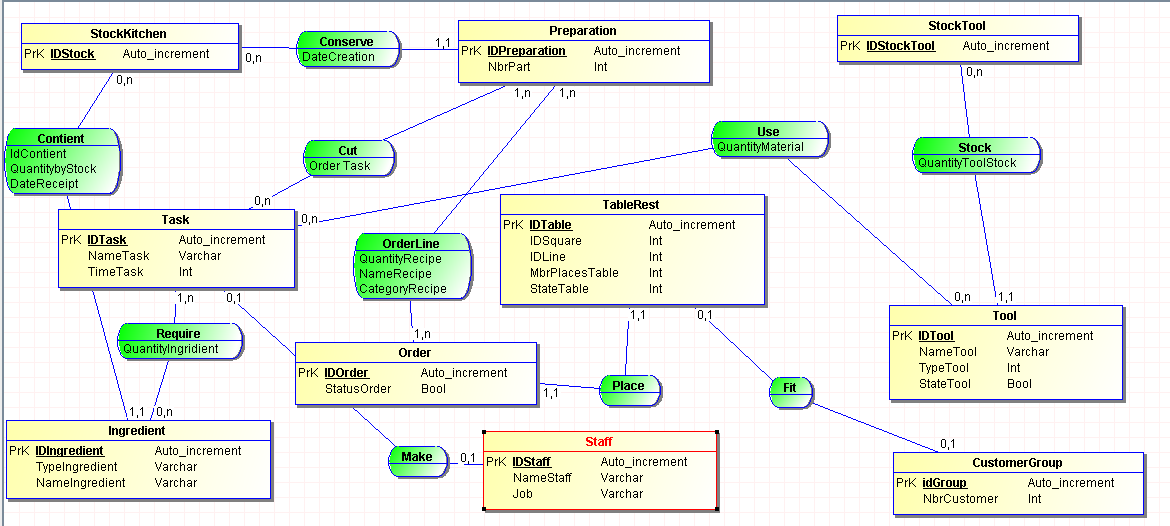 StockKitchen
PrK IDStock Auto_increment
0,n
Conserve
DateCreation
1,1
Preparation
PrK IDPreparation Auto_increment
NbrPart Int
StockTool
PrK IDStockTool Auto_increment
0,n
0,n
1,n
1,n
Contient
IdContient
QuantitybyStock
DateReceipt
Cut
Order Task
Use
QuantityMaterial
Stock
QuantityToolStock
0,n
0,n
Task
PrK IDTask Auto_increment
NameTask Varchar
TimeTask Int
TableRest
PrK IDTable Auto_increment
IDSquare Int
IDLine Int
MbrPlacesTable Int
StateTable Int
OrderLine
QuantityRecipe
NameRecipe
CategoryRecipe
1,n
0,1
0,n
1,1
Tool
PrK IDTool Auto_increment
NameTool Varchar
TypeTool Int
StateTool Bool
Require
QuantityIngridient
1,n
1,1
0,1
Order
PrK IDOrder Auto_increment
StatusOrder Bool
1,1
Place
Fit
1,1
0,n
Ingredient
PrK IDIngredient Auto_increment
TypeIngredient Varchar
NameIngredient Varchar
Make
0,1
Staff
PrK IDStaff Auto_increment
NameStaff Varchar
Job Varchar
0,1
CustomerGroup
PrK idGroup Auto_increment
NbrCustomer Int